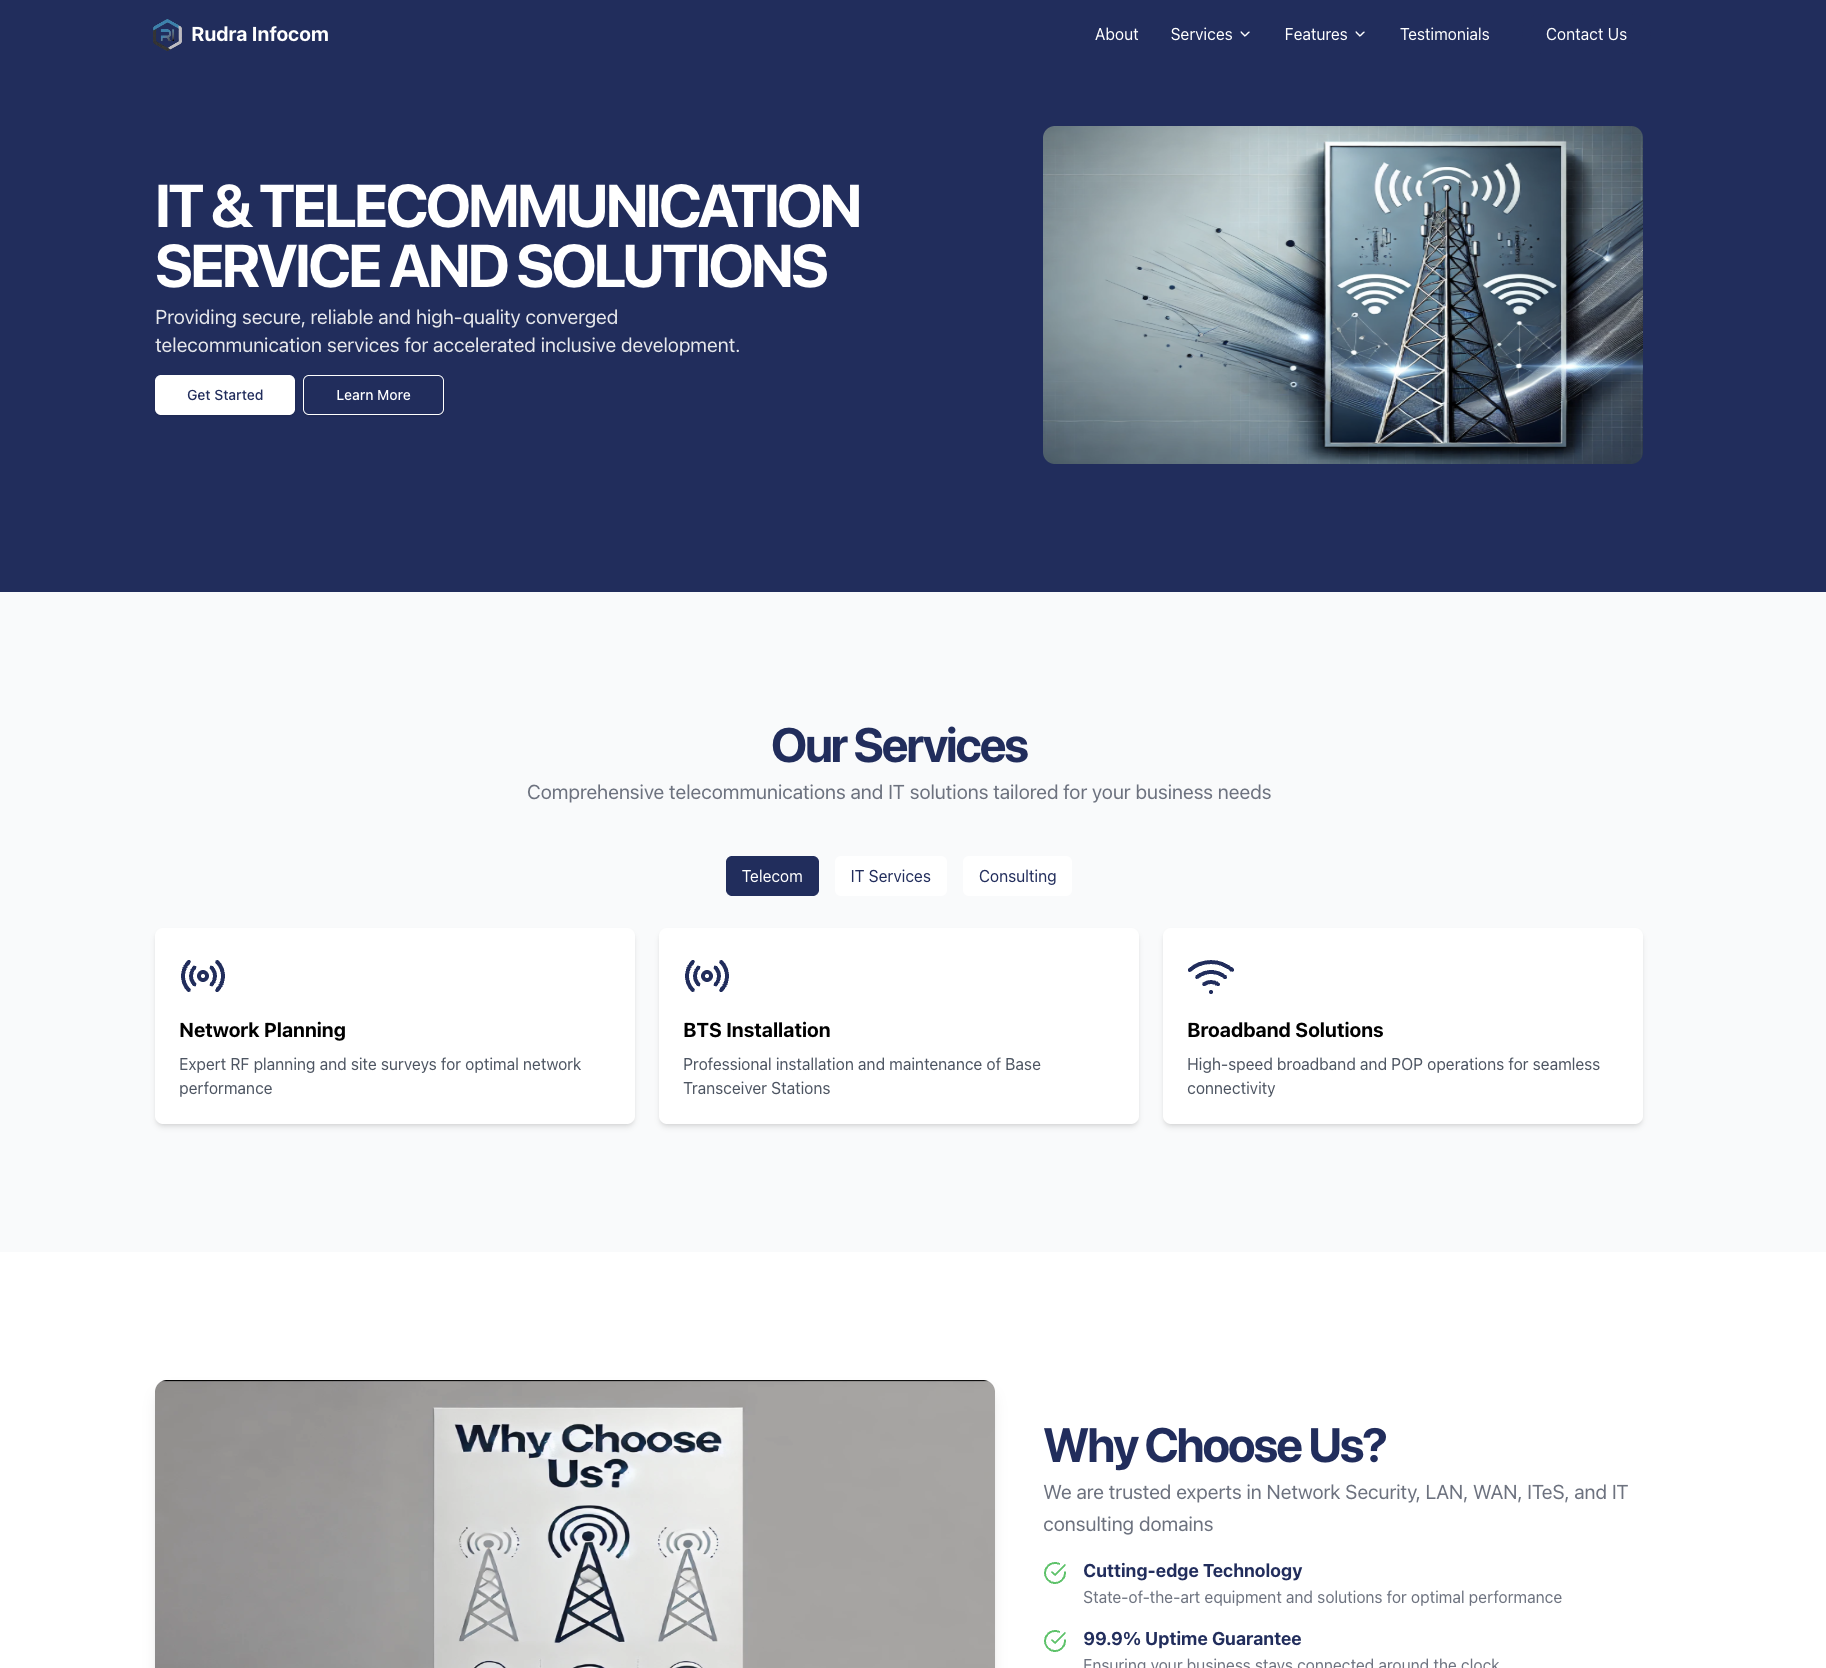 Rudra Infocom
About
Services
Features
Testimonials
Contact Us
IT & TELECOMMUNICATION
SERVICE AND SOLUTIONS
Providing secure, reliable and high-quality converged
telecommunication services for accelerated inclusive development.
Get Started
Learn More
Our Services
Comprehensive telecommunications and IT solutions tailored for your business needs
Telecom
IT Services
Consulting
Network Planning
Expert RF planning and site surveys for optimal network
performance
BTS Installation
Professional installation and maintenance of Base
Transceiver Stations
Broadband Solutions
High-speed broadband and POP operations for seamless
connectivity
Why Choose
Us?
Why Choose Us?
We are trusted experts in Network Security, LAN, WAN, ITeS, and IT
consulting domains
Cutting-edge Technology
State-of-the-art equipment and solutions for optimal performance
99.9% Uptime Guarantee
Ensuring your business stays connected around the clock